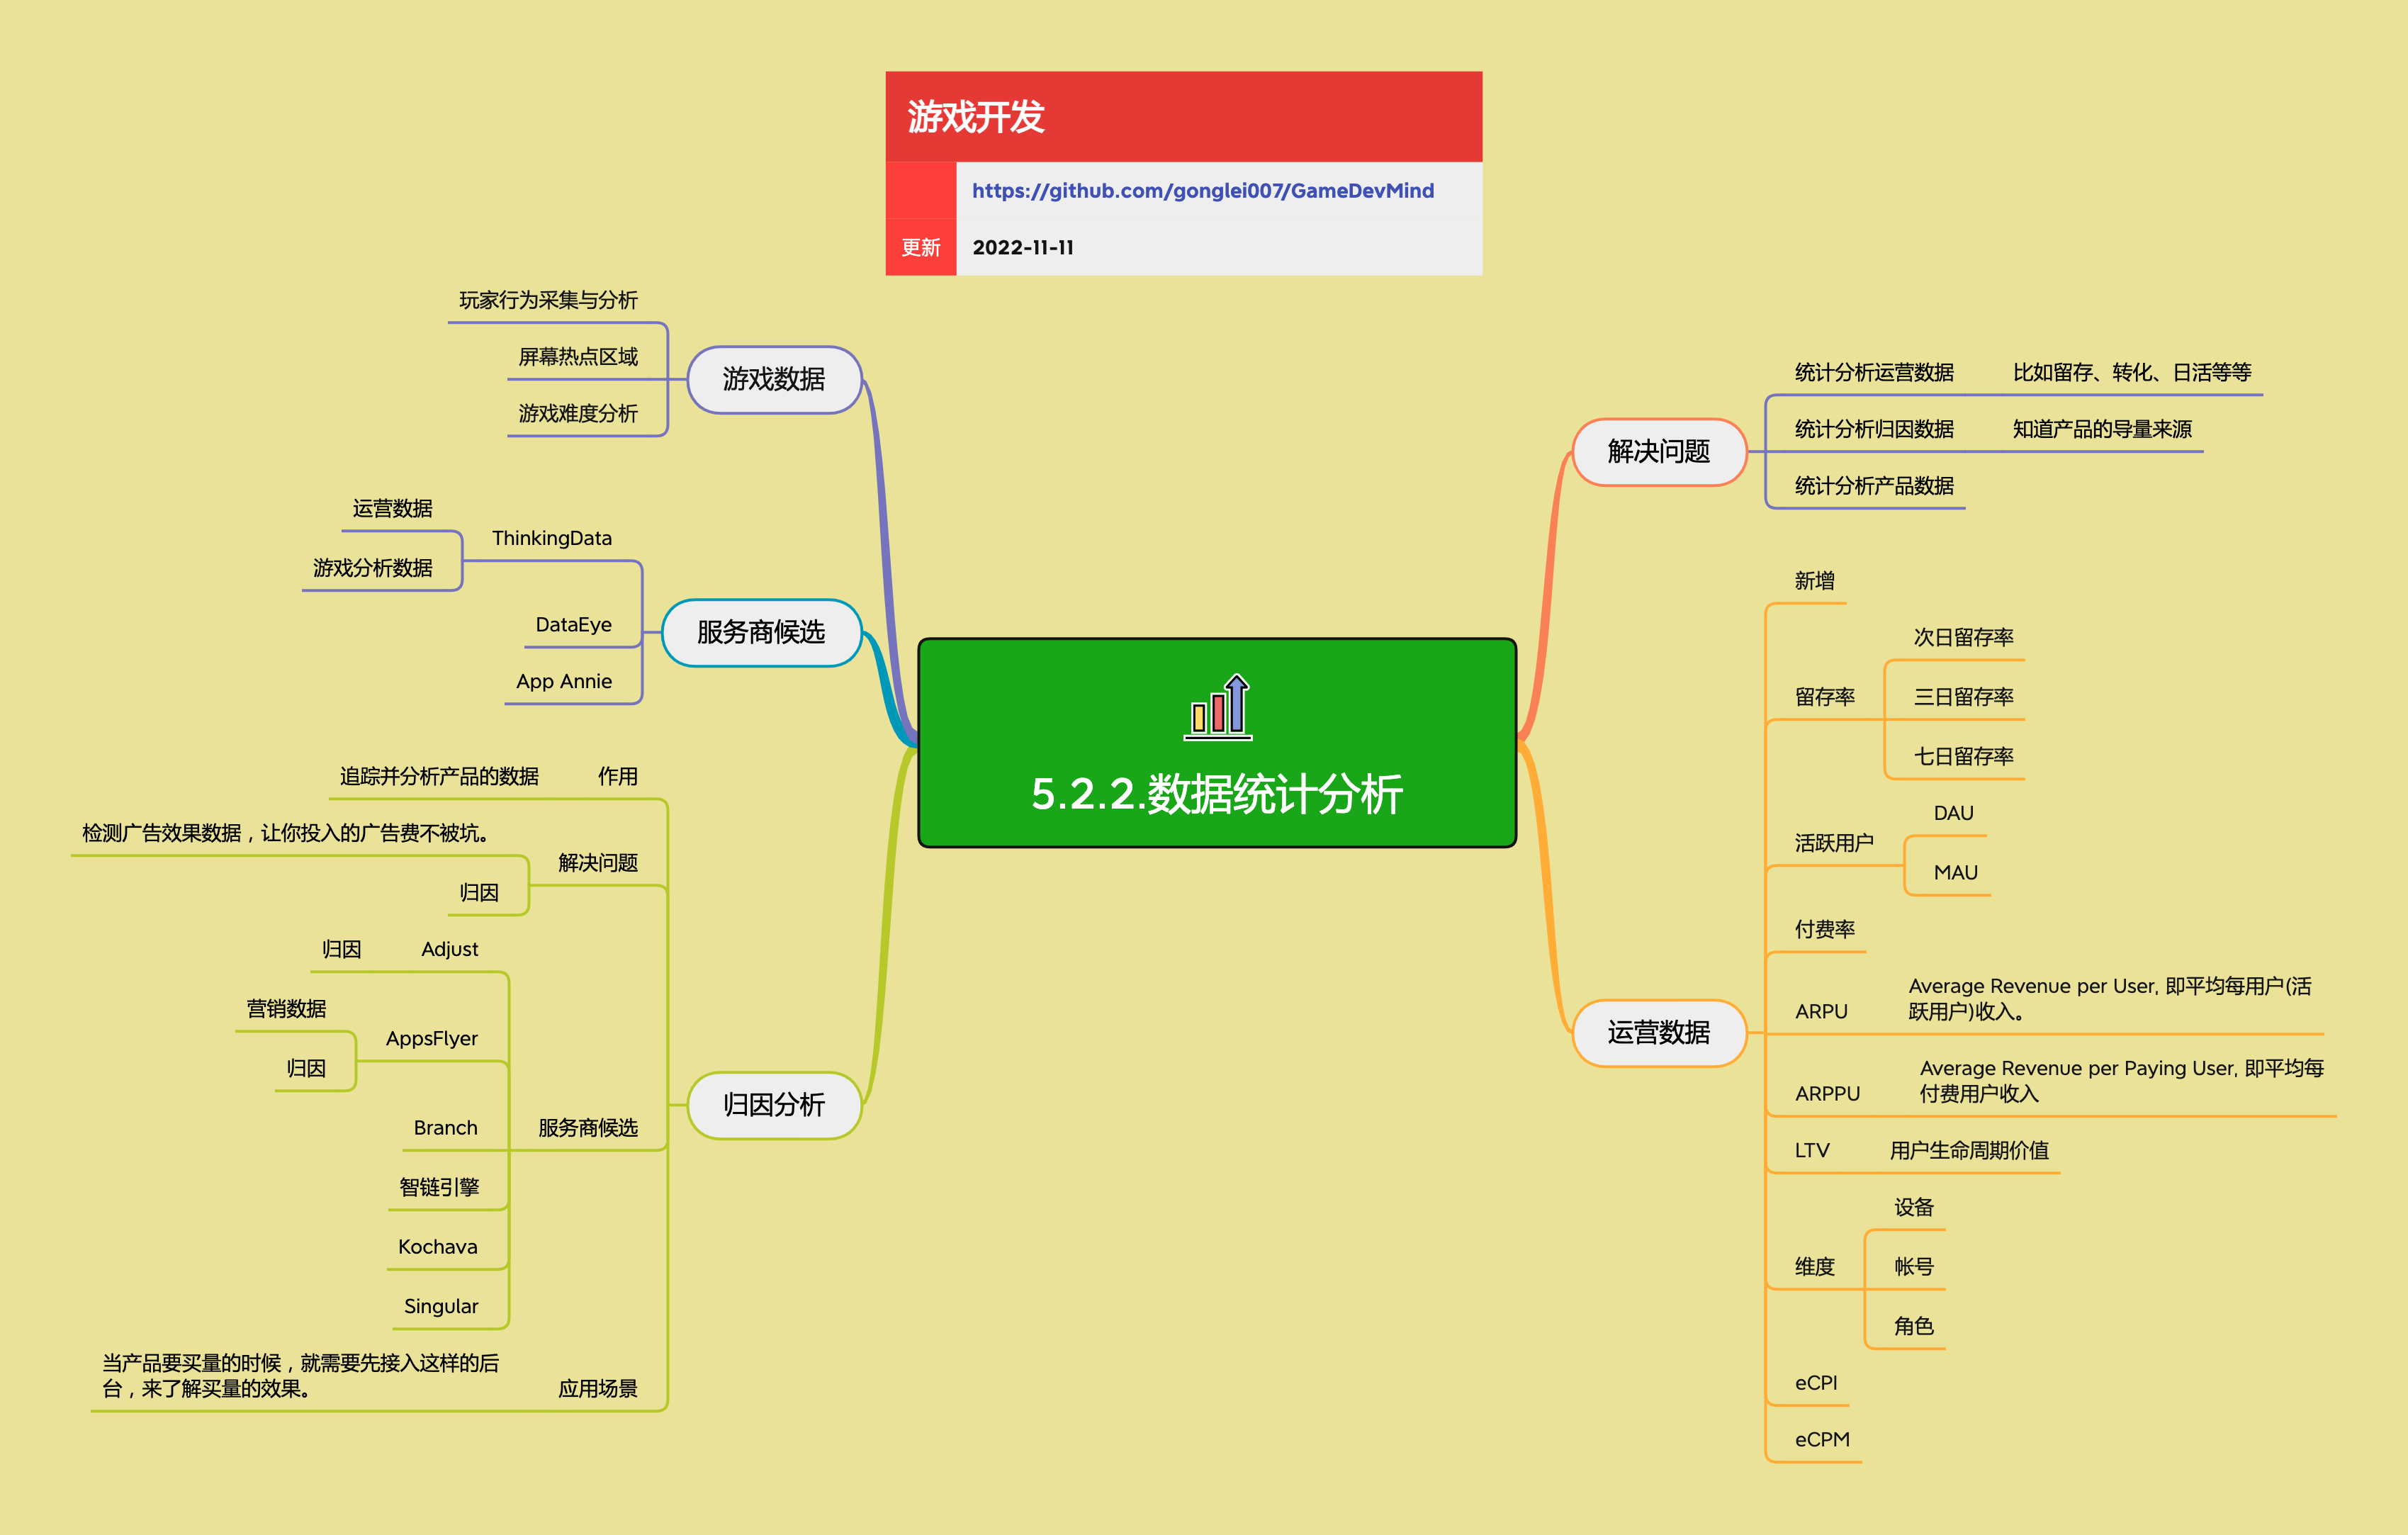 游戏开发
https://github.com/gonglei007/GameDevMind
更新
2022-11-11
5.2.2.数据统计分析
解决问题
统计分析运营数据
比如留存、转化、日活等等
统计分析归因数据
知道产品的导量来源
统计分析产品数据
运营数据
新增
留存率
次日留存率
三日留存率
七日留存率
活跃用户
DAU
MAU
付费率
ARPU
Average Revenue per User, 即平均每用户(活
跃用户)收入。
ARPPU
Average Revenue per Paying User, 即平均每
付费用户收入
LTV
用户生命周期价值
维度
设备
帐号
角色
eCPI
eCPM
游戏数据
玩家行为采集与分析
屏幕热点区域
游戏难度分析
服务商候选
ThinkingData
运营数据
游戏分析数据
DataEye
App Annie
归因分析
作用
追踪并分析产品的数据
解决问题
检测广告效果数据，让你投入的广告费不被坑。
归因
服务商候选
Adjust
归因
AppsFlyer
营销数据
归因
Branch
智链引擎
Kochava
Singular
应用场景
当产品要买量的时候，就需要先接入这样的后
台，来了解买量的效果。